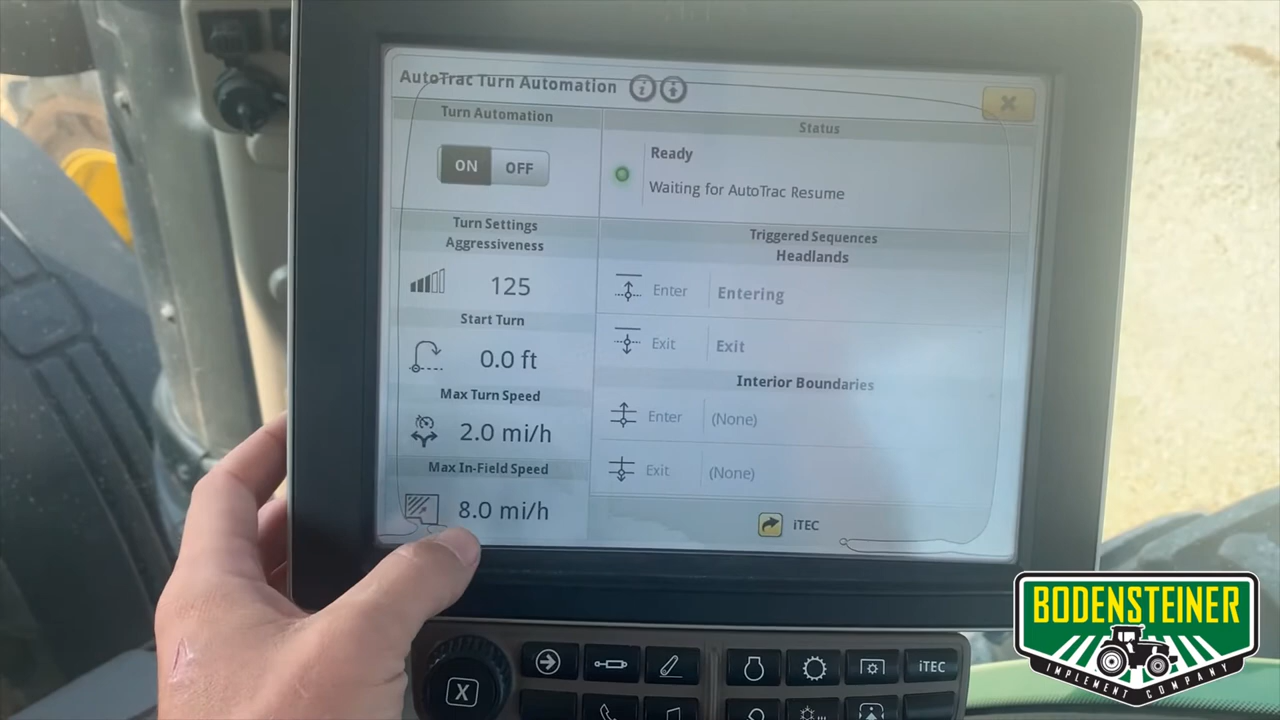 AutoTrac Turn Automation
Turn Automation
ON OFF
Turn Settings
Aggressiveness
125
Start Turn
0.0 ft
Max Turn Speed
2.0 mi/h
Max In-Field Speed
8.0 mi/h
Status
Ready
Waiting for AutoTrac Resume
Triggered Sequences
Headlands
Enter Entering
Exit Exit
Interior Boundaries
Enter (None)
Exit (None)
iTEC
X
iTEC
BODENSTEINER
IMPLEMENT COMPANY